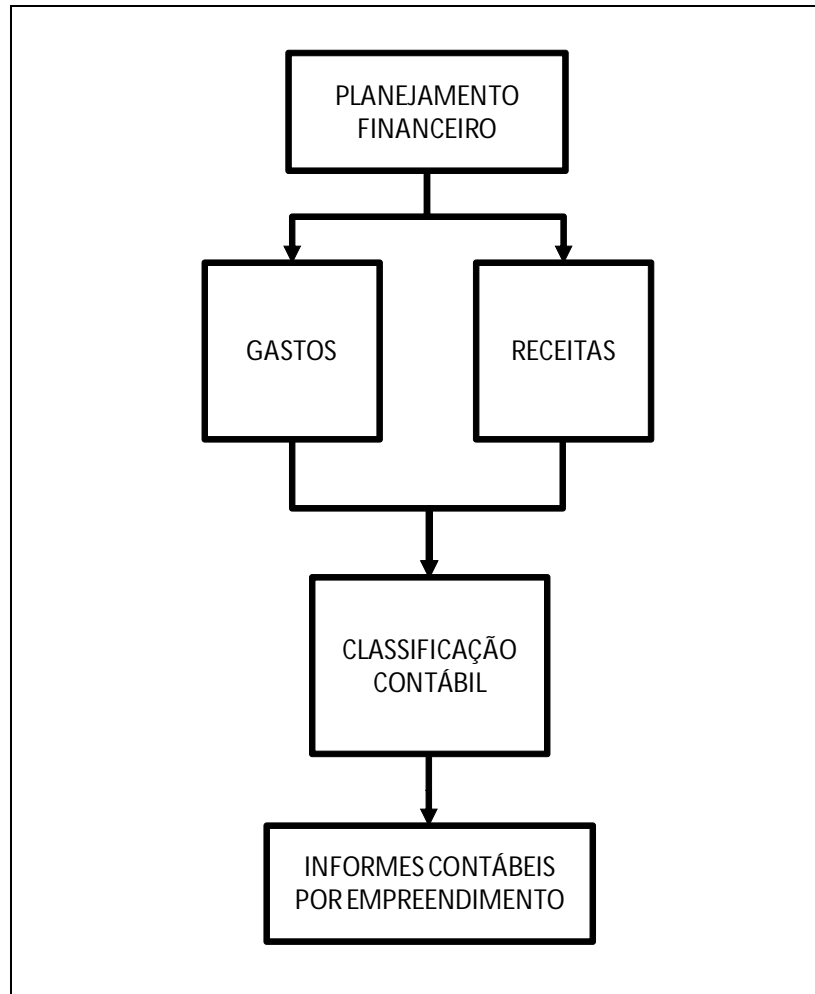 PLANEJAMENTO
FINANCEIRO
GASTOS
RECEITAS
CLASSIFICAÇÃO
CONTÁBIL
INFORMES CONTÁBEIS
POR EMPREENDIMENTO